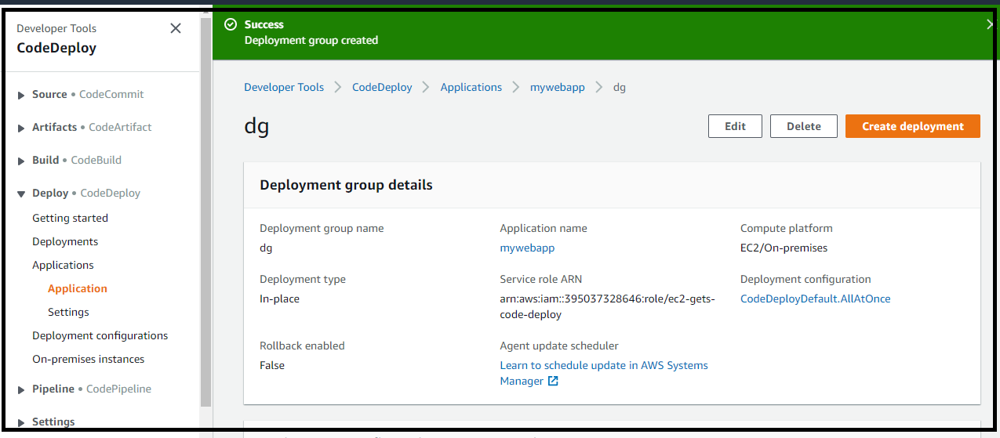 Developer Tools
CodeDeploy
Source • CodeCommit
Artifacts • CodeArtifact
Build • CodeBuild
Deploy • CodeDeploy
Getting started
Deployments
Applications
Application
Settings
Deployment configurations
On-premises instances
Pipeline • CodePipeline
Settings
Success
Deployment group created
Developer Tools > CodeDeploy > Applications > mywebapp > dg
dg
Edit
Delete
Create deployment
Deployment group details
Deployment group name
dg
Application name
mywebapp
Compute platform
EC2/On-premises
Deployment type
In-place
Service role ARN
arn:aws:iam::395037328646:role/ec2-gets-
code-deploy
Deployment configuration
CodeDeployDefault.AllAtOnce
Rollback enabled
False
Agent update scheduler
Learn to schedule update in AWS Systems
Manager